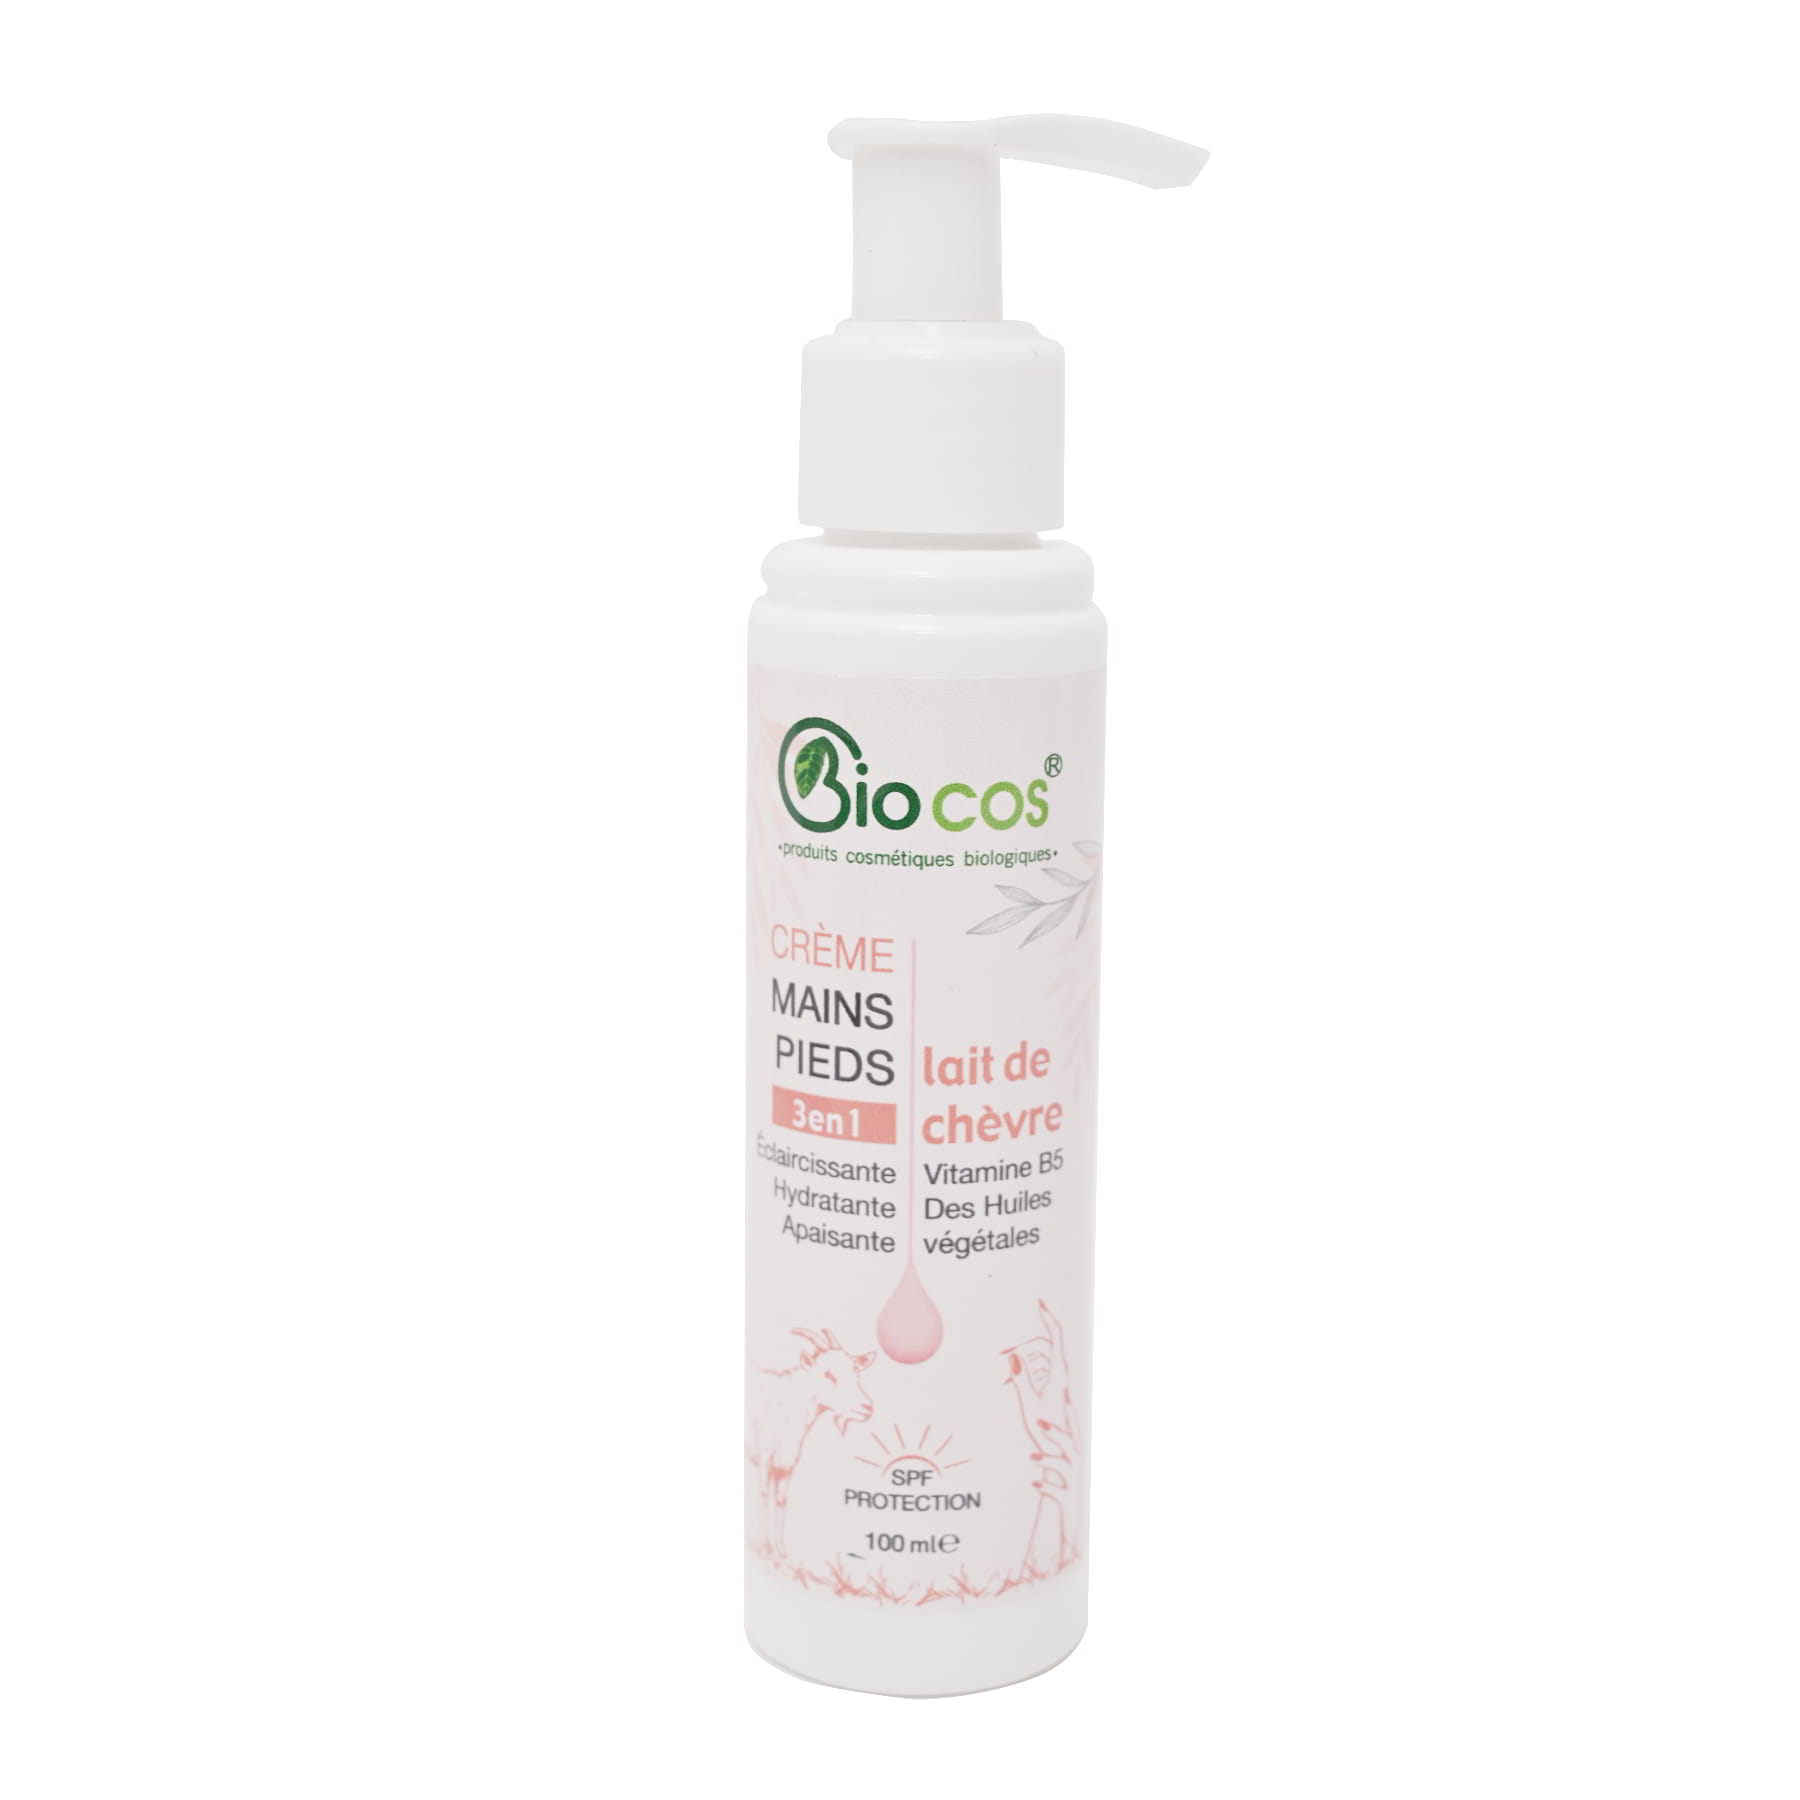 Biocos®
•produits cosmétiques biologiques•
CRÈME
MAINS
PIEDS
3en1
Éclaircissante
Hydratante
Apaisante
lait de
chèvre
Vitamine B5
Des Huiles
végétales
SPF
PROTECTION
100 ml℮